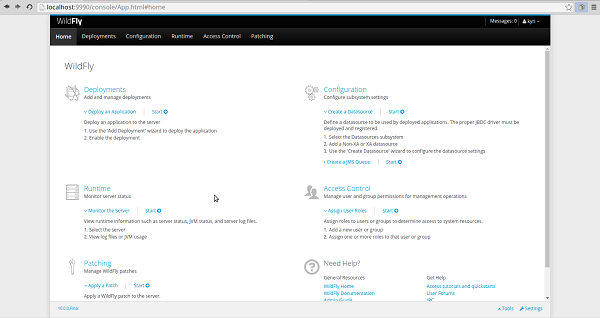 localhost:9990/console/App.html#home
WildFly
Messages: 0
kyn
Home Deployments Configuration Runtime Access Control Patching
WildFly
Deployments
Add and manage deployments
Deploy an Application Start
Deploy an application to the server
1. Use the 'Add Deployment' wizard to deploy the application
2. Enable the deployment
Configuration
Configure subsystem settings
Create a Datasource Start
Define a datasource to be used by deployed applications. The proper JBDC driver must be
deployed and registered.
1. Select the Datasources subsystem
2. Add a Non-XA or XA datasource
3. Use the 'Create Datasource' wizard to configure the datasource settings
Create a JMS Queue Start
Runtime
Monitor server status
Monitor the Server Start
View runtime information such as server status, JVM status, and server log files.
1. Select the server
2. View log files or JVM usage
Access Control
Manage user and group permissions for management operations
Assign User Roles Start
Assign roles to users or groups to determine access to system resources.
1. Add a new user or group
2. Assign one or more roles to that user or group
Patching
Manage WildFly patches
Apply a Patch Start
Apply a WildFly patch to the server.
Need Help?
General Resources Get Help
WildFly Home Access tutorials and quickstarts
WildFly Documentation User Forums
Admin Guide IRC
10.0.0.Final
Tools Settings